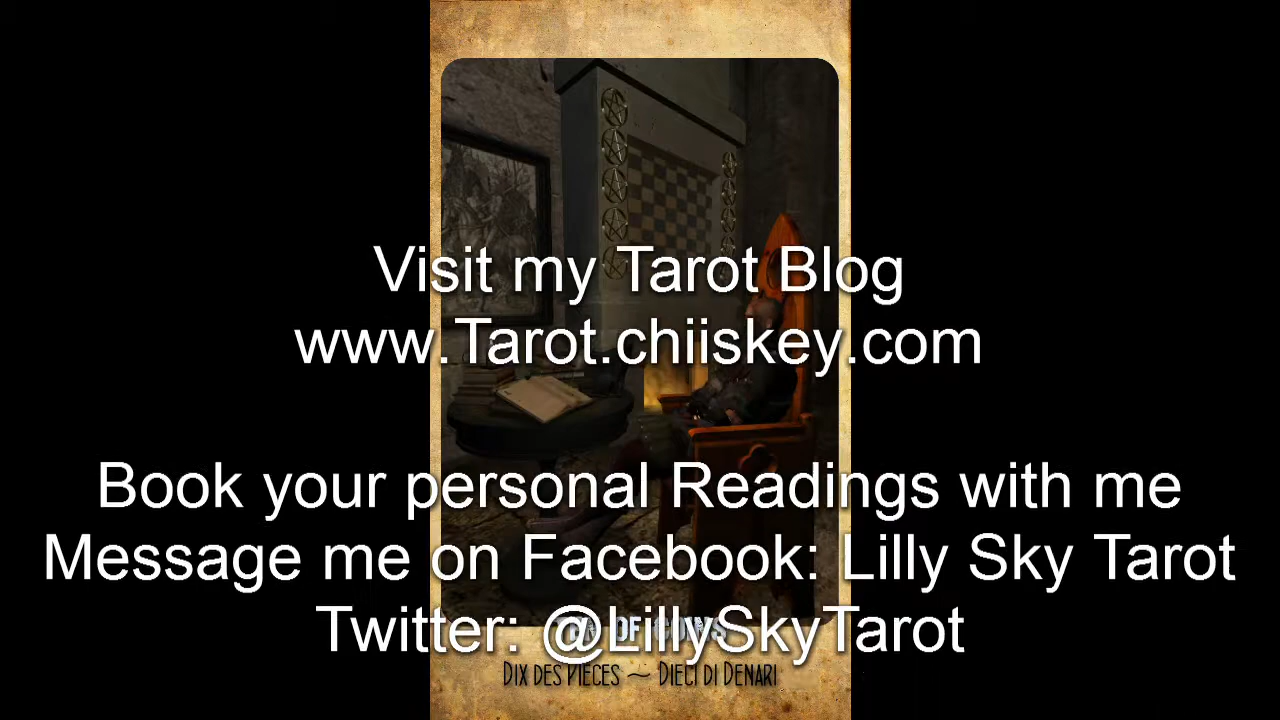 Visit my Tarot Blog
www.Tarot.chiiskey.com
Book your personal Readings with me
Message me on Facebook: Lilly Sky Tarot
Twitter: @LillySkyTarot
OF
DIX DES PIECES ~ DIECI DI DENARI